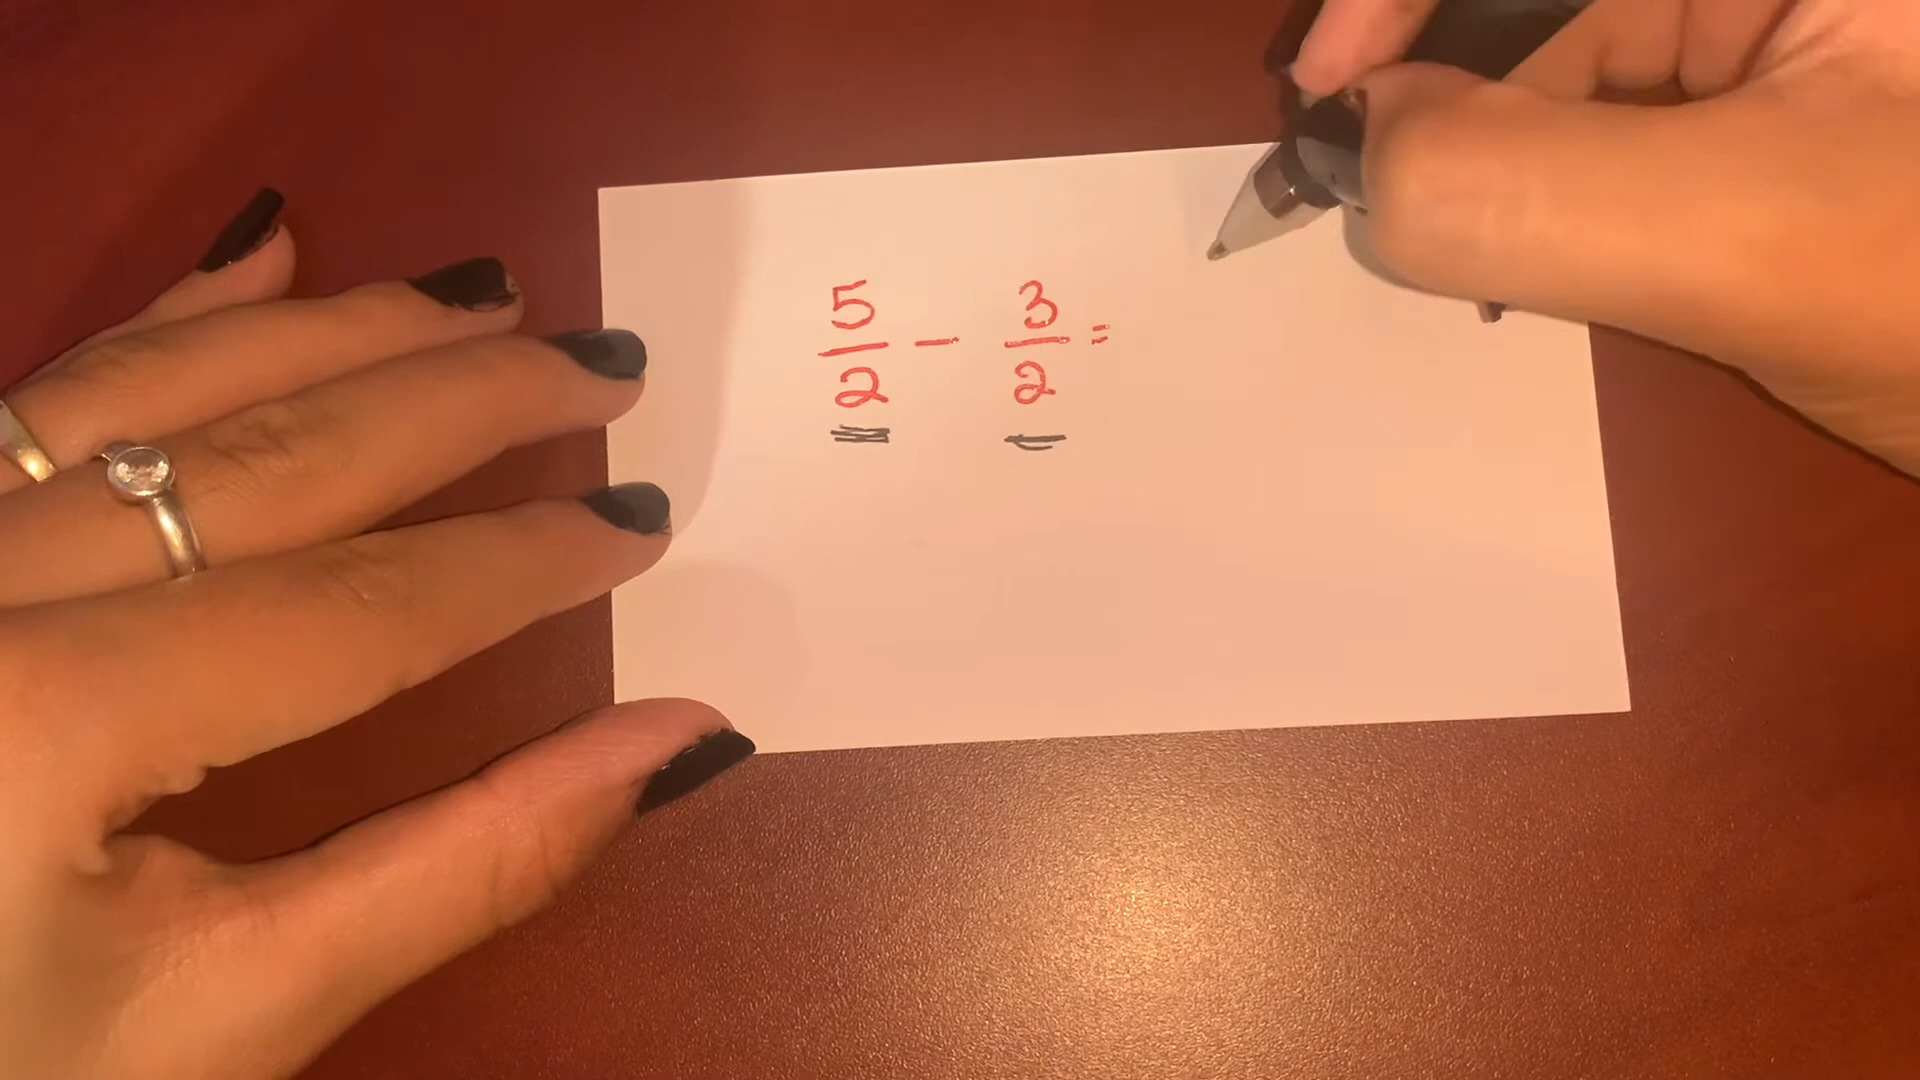 5/2 - 3/2 =